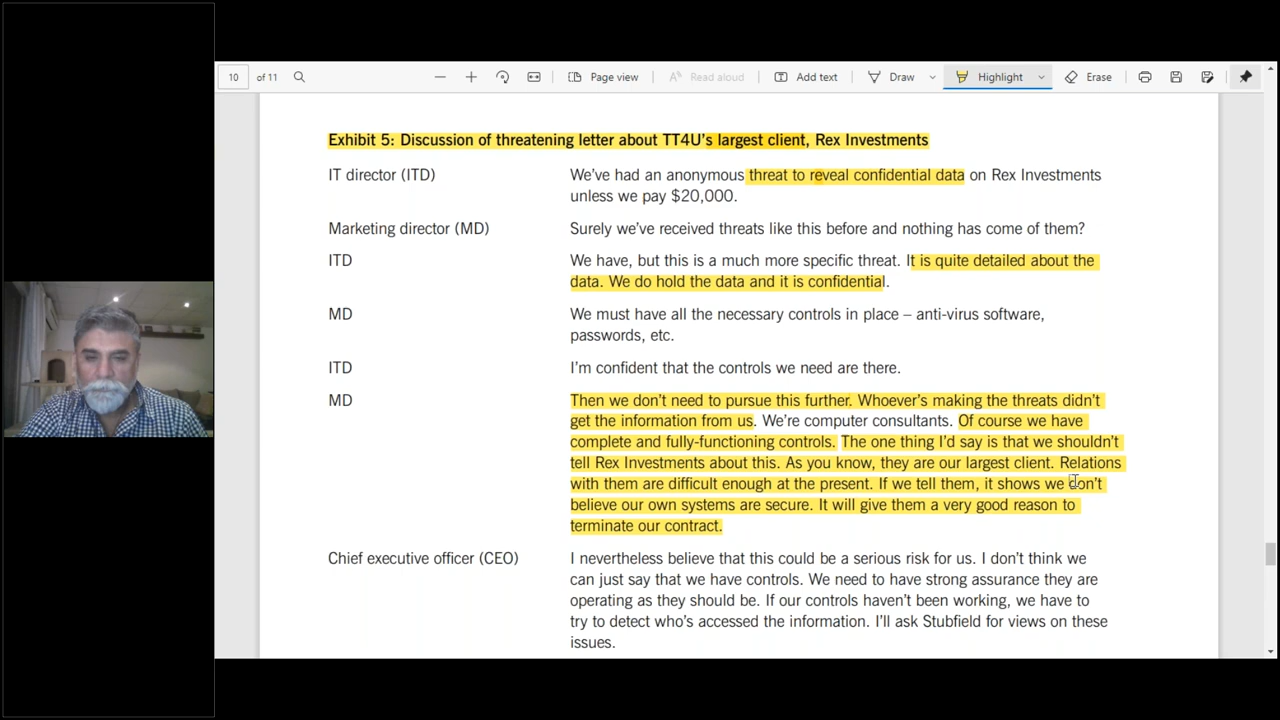 10 of 11 Page view Read aloud Add text Draw Highlight Erase
Exhibit 5: Discussion of threatening letter about TT4U's largest client, Rex Investments
IT director (ITD) We've had an anonymous threat to reveal confidential data on Rex Investments
unless we pay $20,000.
Marketing director (MD) Surely we've received threats like this before and nothing has come of them?
ITD We have, but this is a much more specific threat. It is quite detailed about the
data. We do hold the data and it is confidential.
MD We must have all the necessary controls in place – anti-virus software,
passwords, etc.
ITD I'm confident that the controls we need are there.
MD Then we don't need to pursue this further. Whoever's making the threats didn't
get the information from us. We're computer consultants. Of course we have
complete and fully-functioning controls. The one thing I'd say is that we shouldn't
tell Rex Investments about this. As you know, they are our largest client. Relations
with them are difficult enough at the present. If we tell them, it shows we don't
believe our own systems are secure. It will give them a very good reason to
terminate our contract.
Chief executive officer (CEO) I nevertheless believe that this could be a serious risk for us. I don't think we
can just say that we have controls. We need to have strong assurance they are
operating as they should be. If our controls haven't been working, we have to
try to detect who's accessed the information. I'll ask Stubfield for views on these
issues.